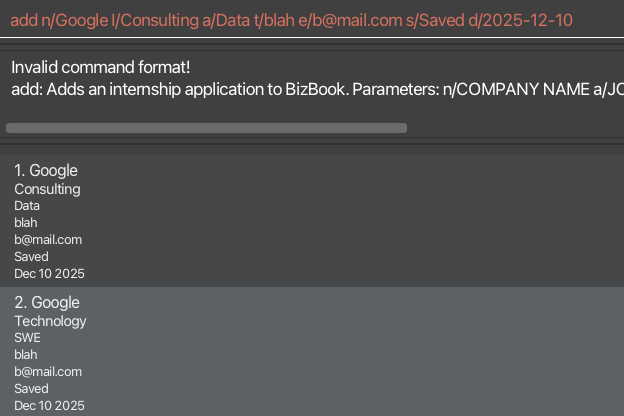 add n/Google I/Consulting a/Data t/blah e/b@mail.com s/Saved d/2025-12-10
Invalid command format!
add: Adds an internship application to BizBook. Parameters: n/COMPANY NAME a/JO
1. Google
Consulting
Data
blah
b@mail.com
Saved
Dec 10 2025
2. Google
Technology
SWE
blah
b@mail.com
Saved
Dec 10 2025